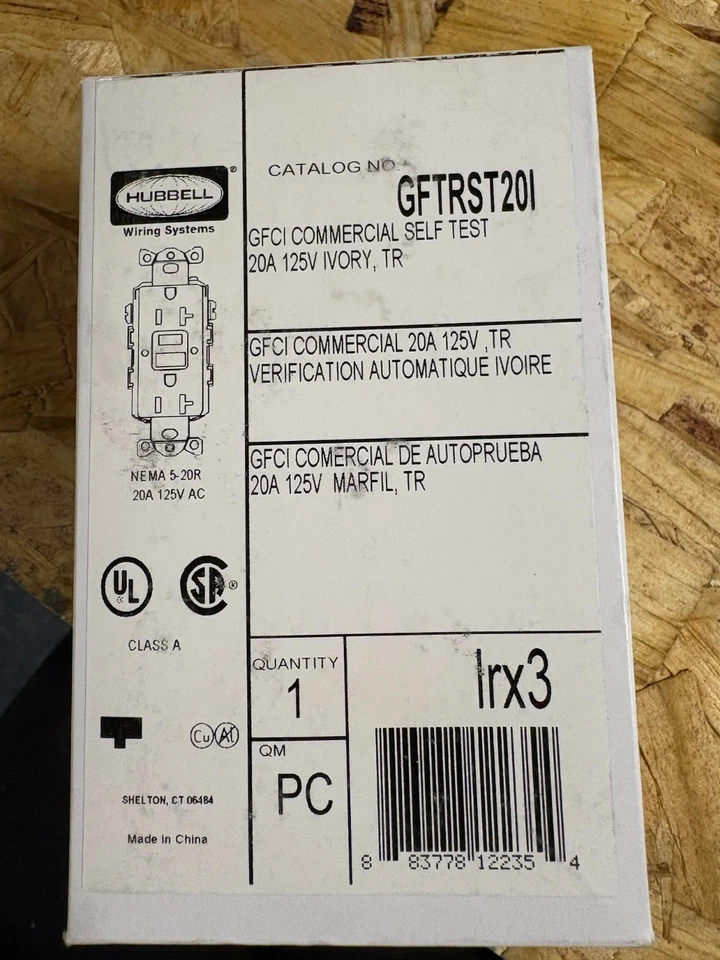 HUBBELL®
Wiring Systems
NEMA 5-20R
20A 125V AC
UL
SA®
CLASS A
Cu Al
SHELTON, CT 06484
Made in China
CATALOG NO.
GFTRST20I
GFCI COMMERCIAL SELF TEST
20A 125V IVORY, TR
GFCI COMMERCIAL 20A 125V ,TR
VERIFICATION AUTOMATIQUE IVOIRE
GFCI COMERCIAL DE AUTOPRUEBA
20A 125V MARFIL, TR
QUANTITY
1
QM
PC
lrx3
8 83778 12235 4